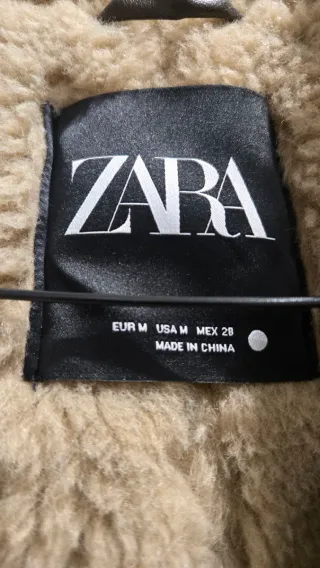 ZARA
EUR M USA M MEX 28
MADE IN CHINA